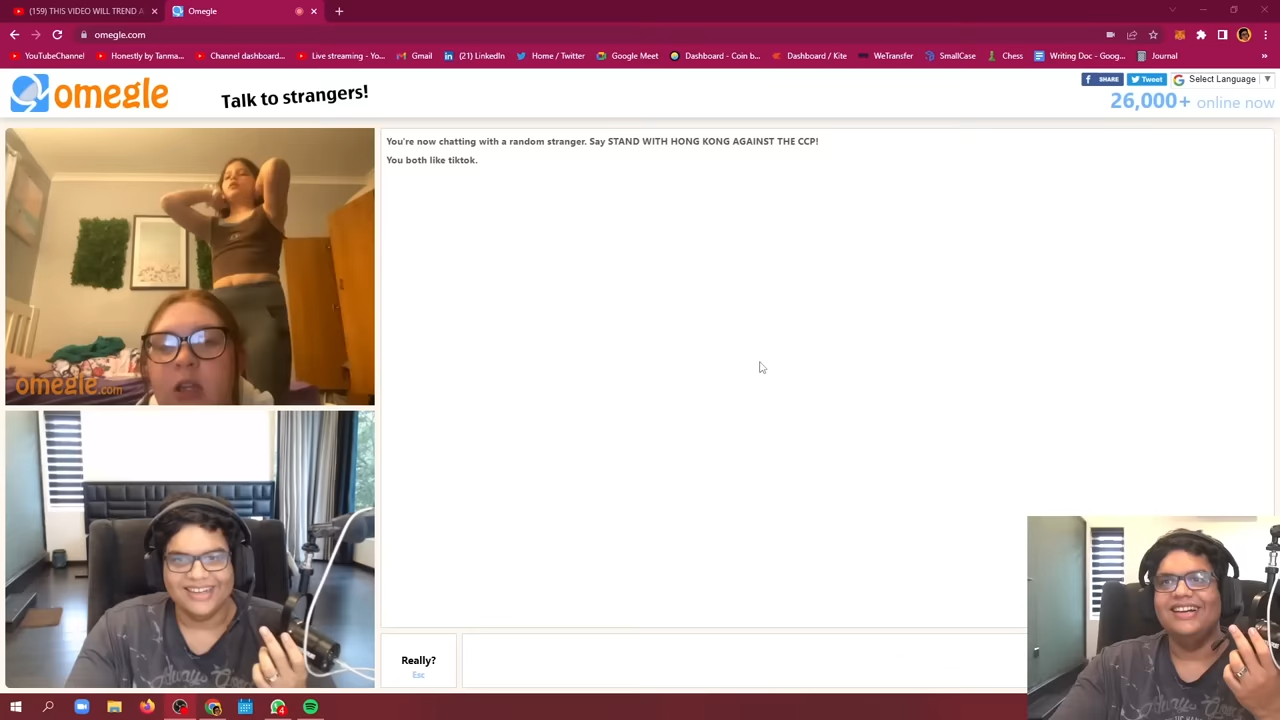 (159) THIS VIDEO WILL TREND A
Omegle
omegle.com
YouTubeChannel
Honestly by Tanma...
Channel dashboard...
Live streaming - Yo...
Gmail
(21) LinkedIn
Home / Twitter
Google Meet
Dashboard - Coin b...
Dashboard / Kite
WeTransfer
SmallCase
Chess
Writing Doc - Goog...
Journal
omegle
Talk to strangers!
SHARE
Tweet
Select Language
26,000+ online now
You're now chatting with a random stranger. Say STAND WITH HONG KONG AGAINST THE CCP!
You both like tiktok.
omegle.com
Always
Really?
Esc